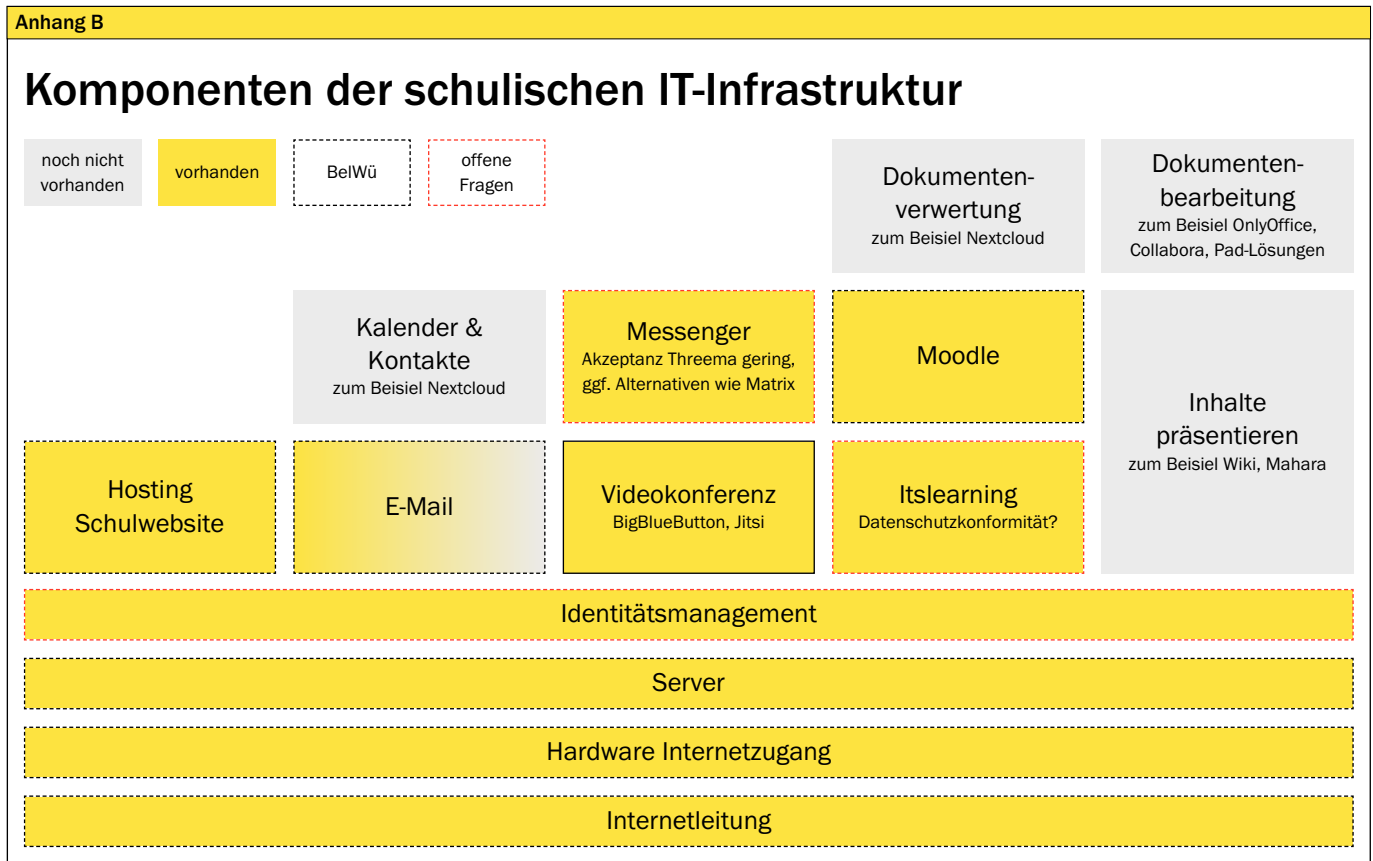 Anhang B
Komponenten der schulischen IT-Infrastruktur
noch nicht
vorhanden
vorhanden
BelWü
offene
Fragen
Dokumenten-
verwertung
zum Beisiel Nextcloud
Dokumenten-
bearbeitung
zum Beisiel OnlyOffice,
Collabora, Pad-Lösungen
Kalender &
Kontakte
zum Beisiel Nextcloud
Messenger
Akzeptanz Threema gering,
ggf. Alternativen wie Matrix
Moodle
Inhalte
präsentieren
zum Beisiel Wiki, Mahara
Hosting
Schulwebsite
E-Mail
Videokonferenz
BigBlueButton, Jitsi
Itslearning
Datenschutzkonformität?
Identitätsmanagement
Server
Hardware Internetzugang
Internetleitung